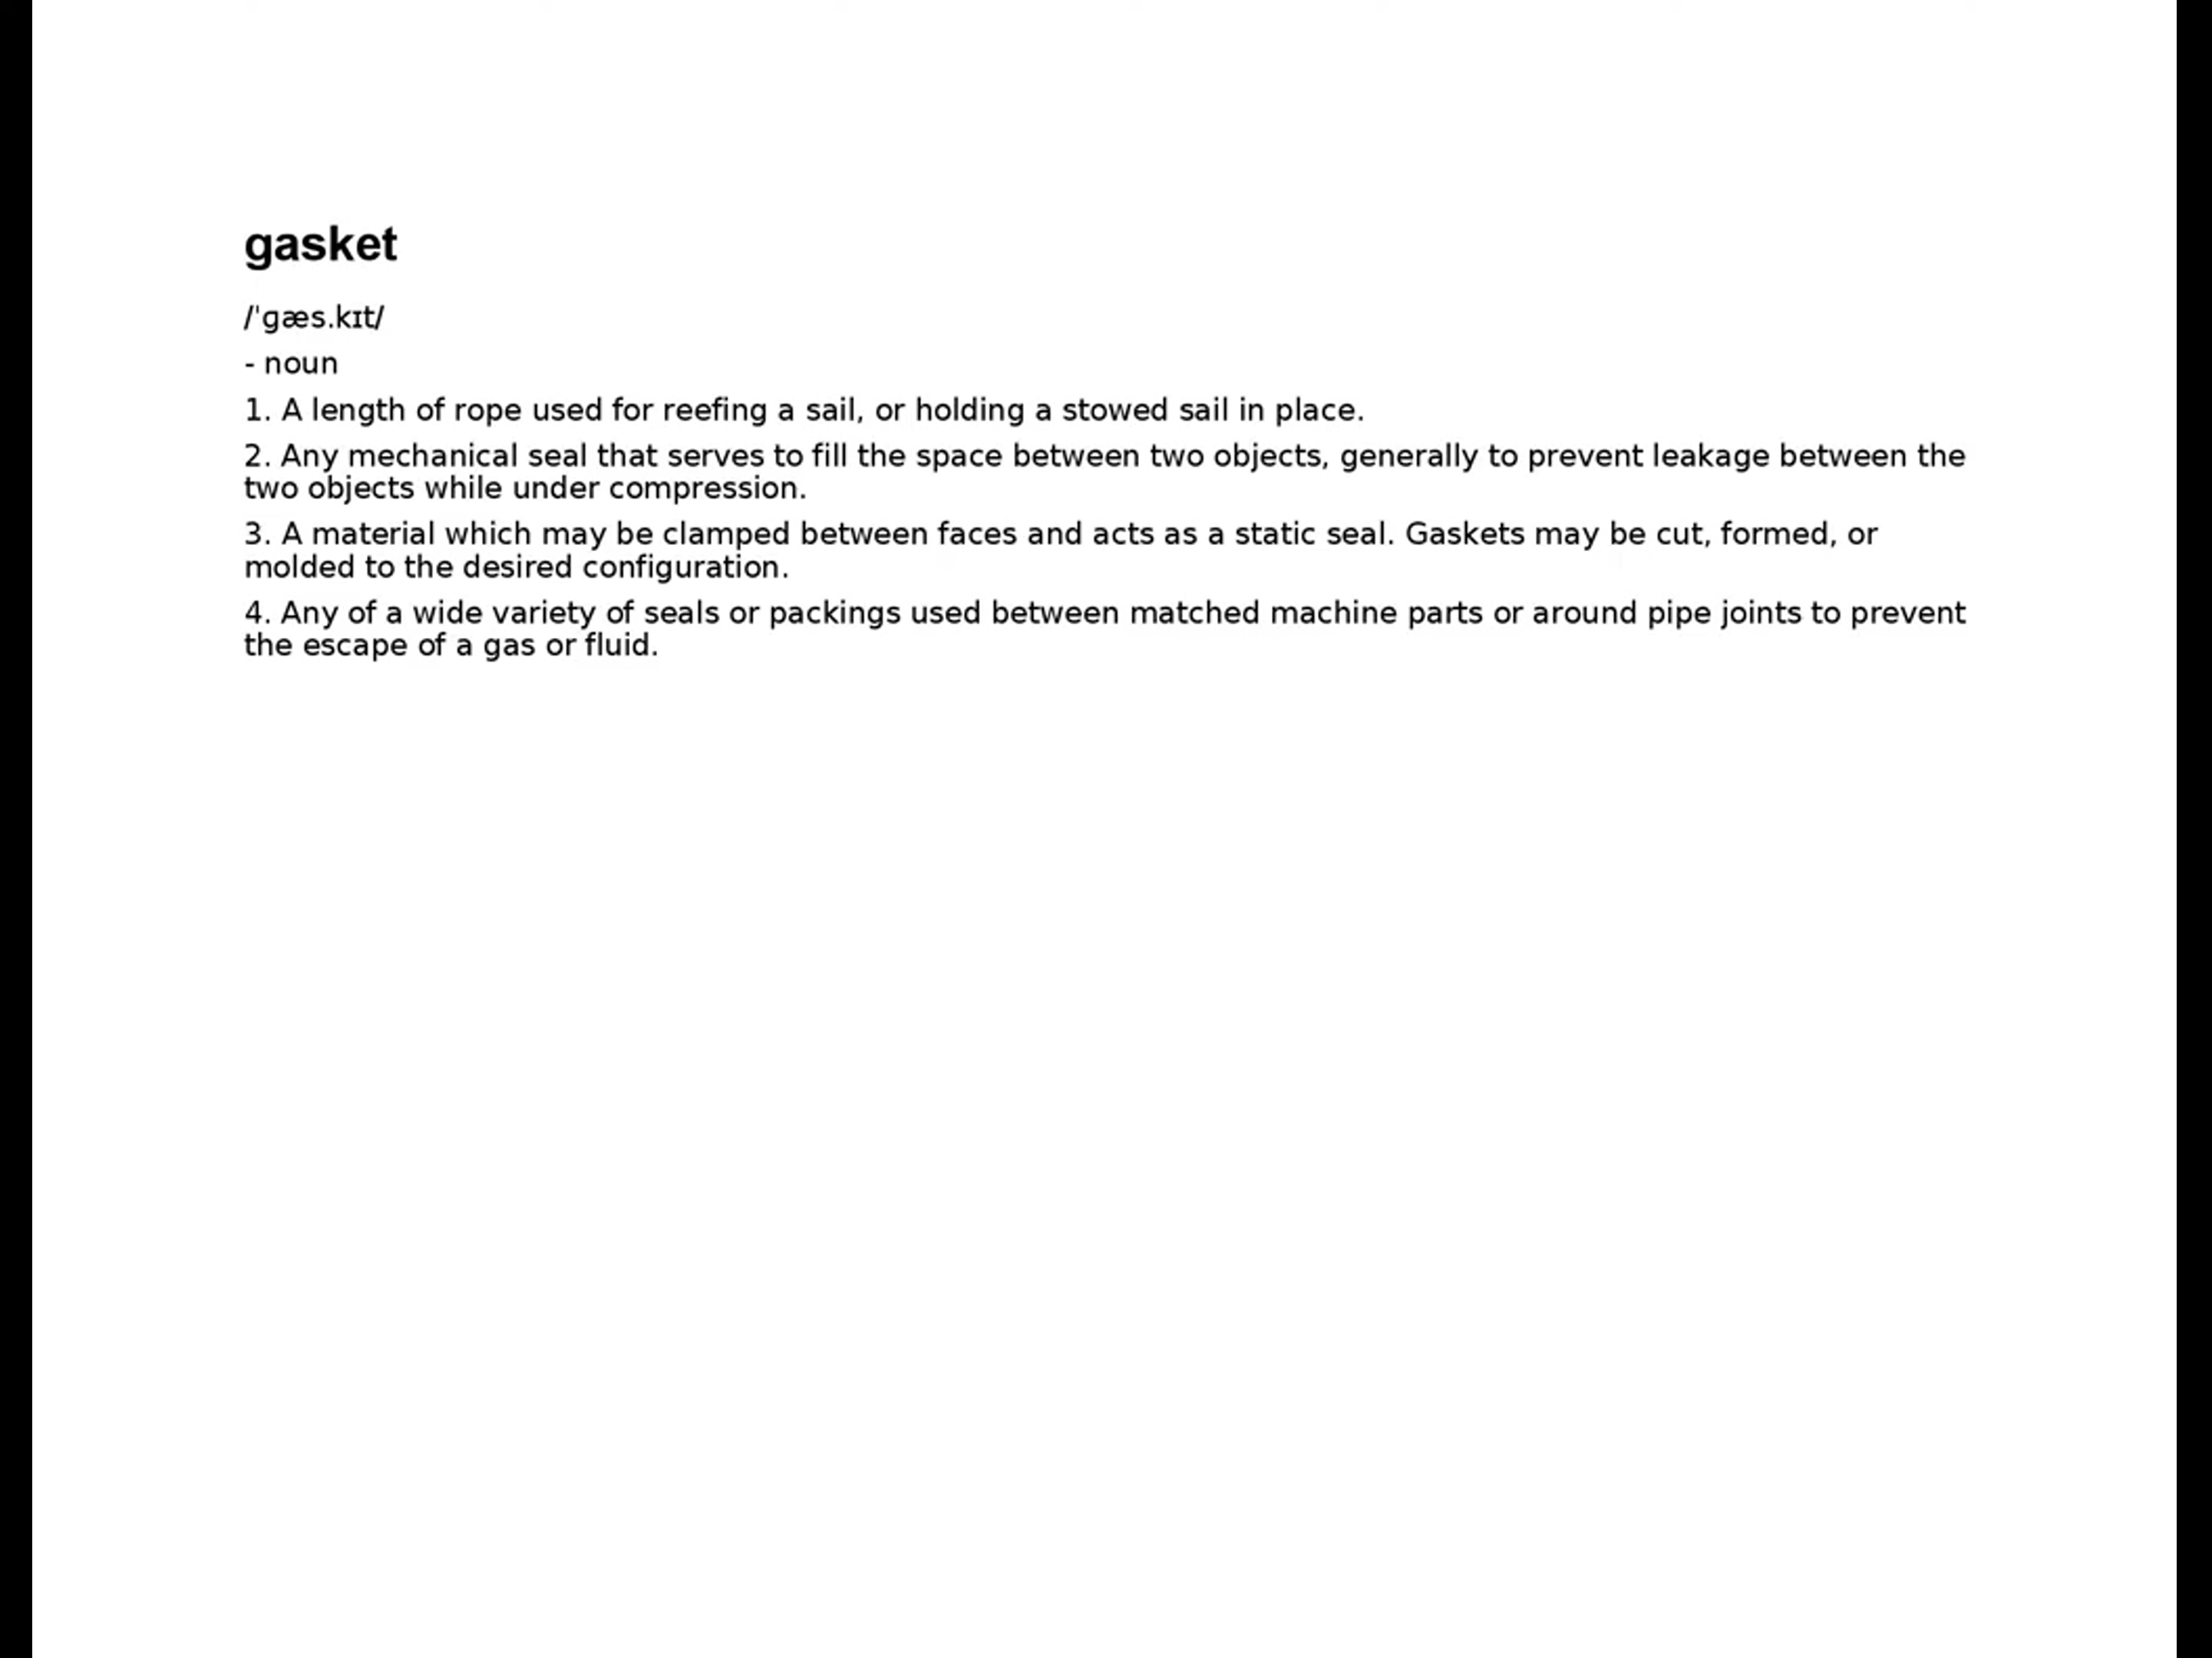 gasket
/ˈɡæs.kɪt/
- noun
1. A length of rope used for reefing a sail, or holding a stowed sail in place.
2. Any mechanical seal that serves to fill the space between two objects, generally to prevent leakage between the
two objects while under compression.
3. A material which may be clamped between faces and acts as a static seal. Gaskets may be cut, formed, or
molded to the desired configuration.
4. Any of a wide variety of seals or packings used between matched machine parts or around pipe joints to prevent
the escape of a gas or fluid.